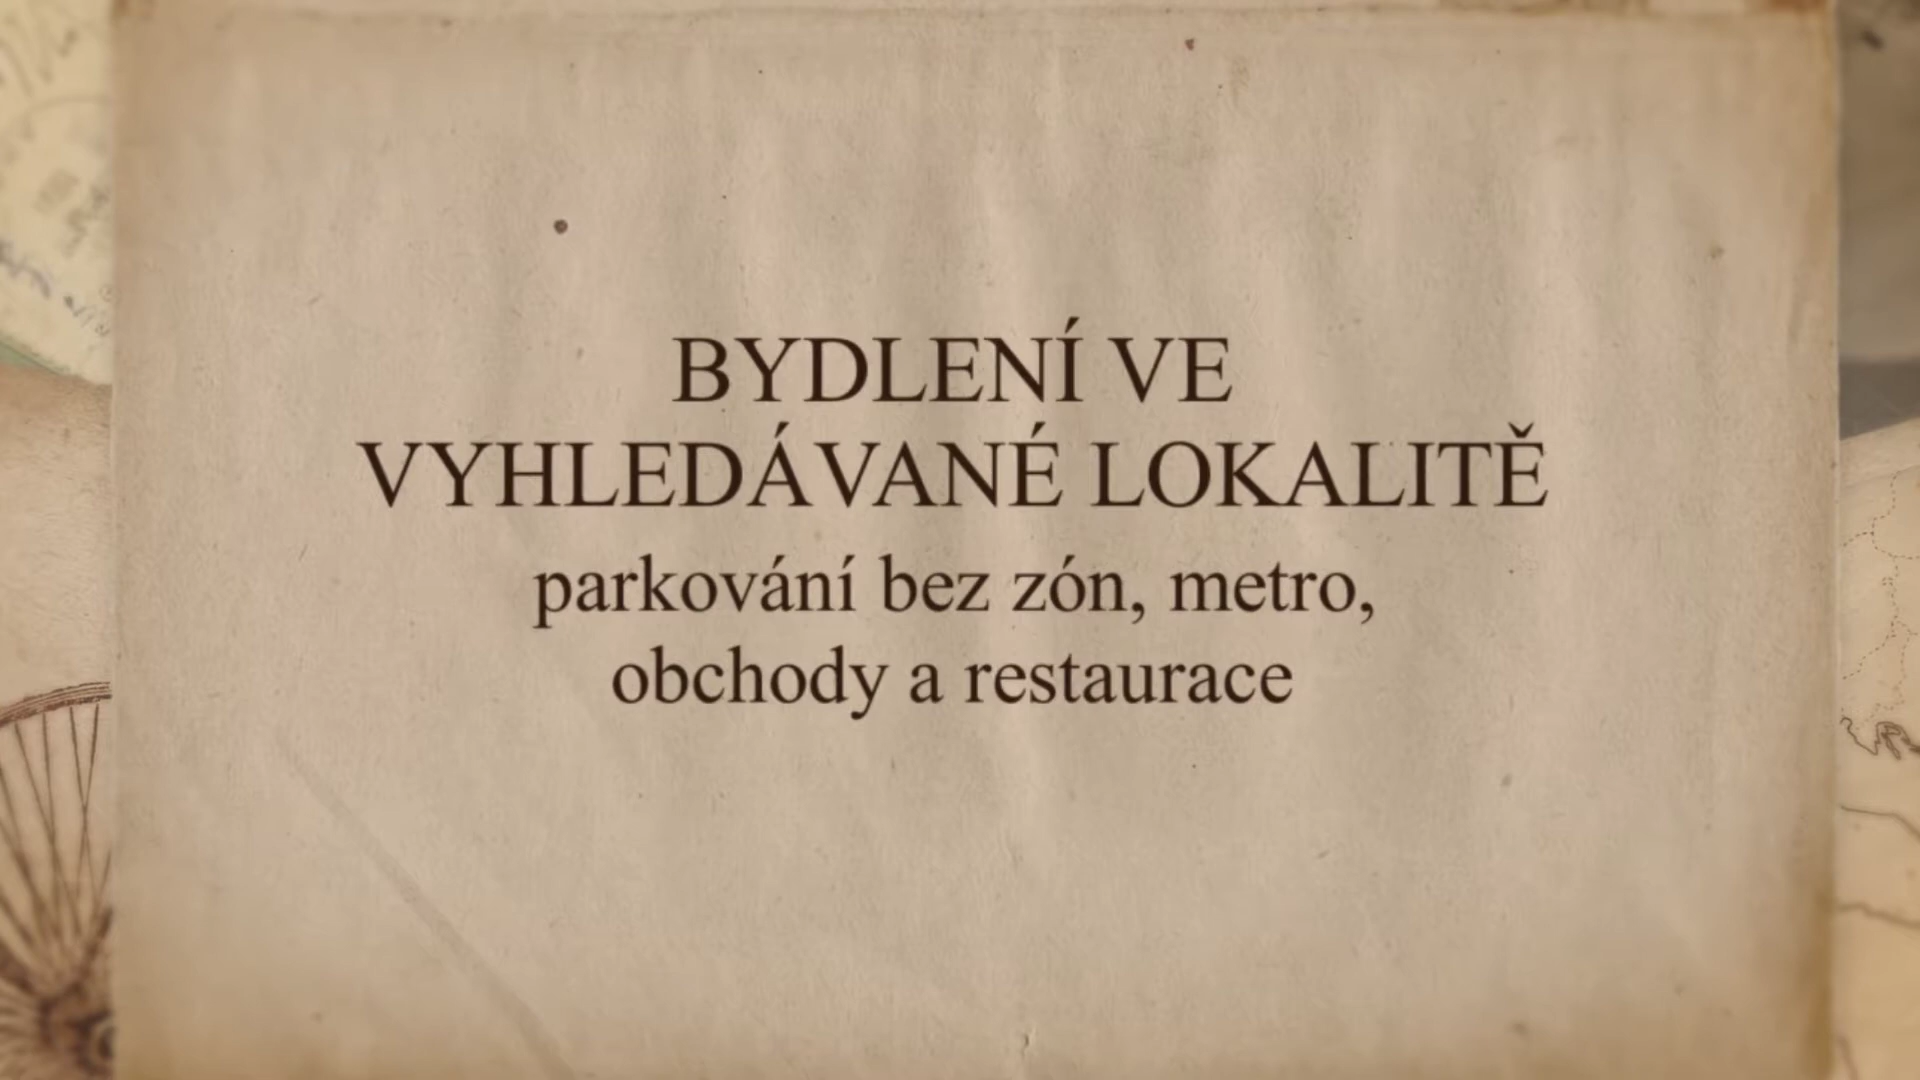 BYDLENÍ VE
VYHLEDÁVANÉ LOKALITĚ
parkování bez zón, metro,
obchody a restaurace